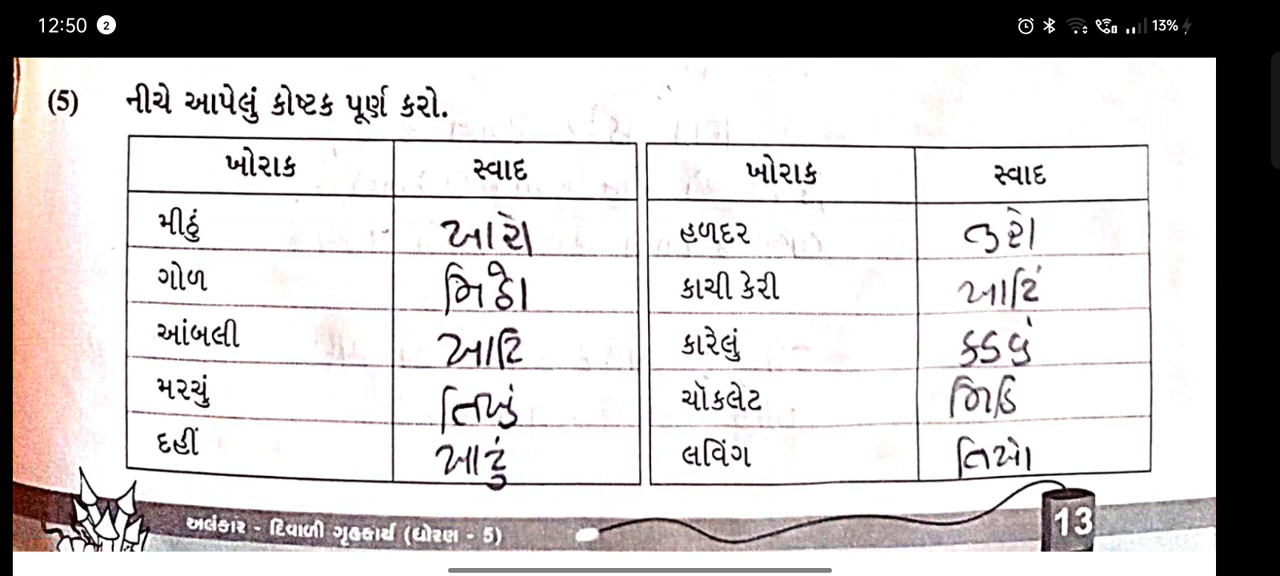 12:50 2 13%
(5) નીચે આપેલું કોષ્ટક પૂર્ણ કરો.
ખોરાક સ્વાદ ખોરાક સ્વાદ
મીઠું ખારો હળદર તુરો
ગોળ મિઠો કાચી કેરી ખાટિં
આંબલી ખાટિ કારેલું કડવું
મરચું તિખું ચૉકલેટ મિઠિ
દહીં ખાટું લવિંગ તિખો
અલંકાર - દિવાળી ગૃહકાર્ય (ધોરણ - 5) 13